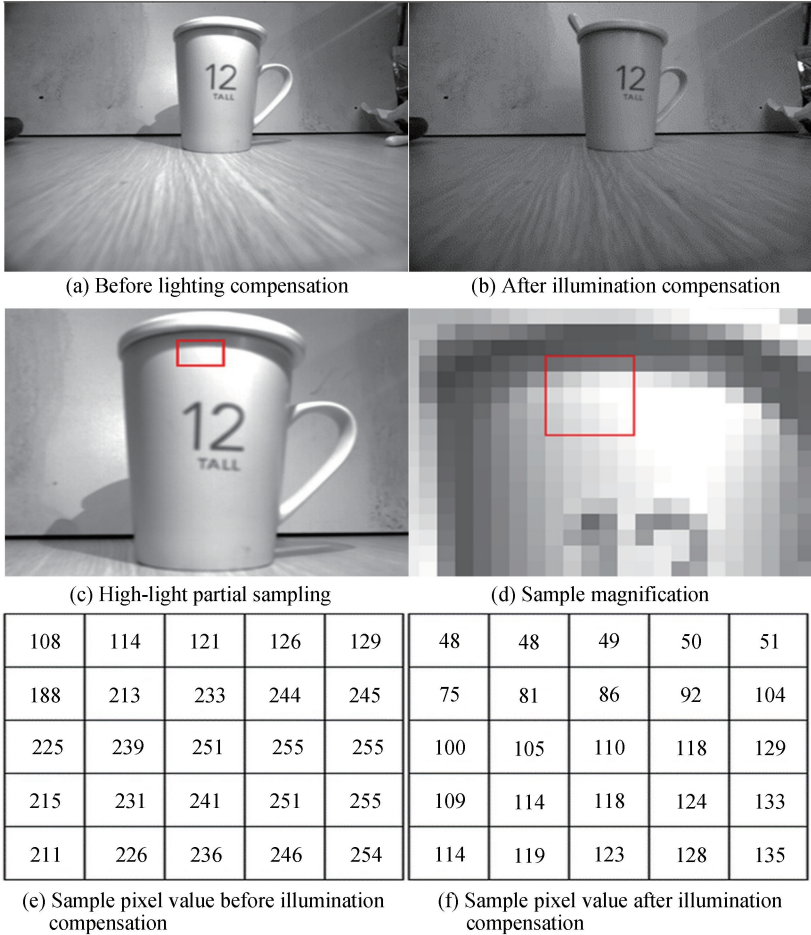 12
TALL
12
TALL
(a) Before lighting compensation
(b) After illumination compensation
12
TALL
12
(c) High-light partial sampling
(d) Sample magnification
108 114 121 126 129
48 48 49 50 51
188 213 233 244 245
75 81 86 92 104
225 239 251 255 255
100 105 110 118 129
215 231 241 251 255
109 114 118 124 133
211 226 236 246 254
114 119 123 128 135
(e) Sample pixel value before illumination
compensation
(f) Sample pixel value after illumination
compensation